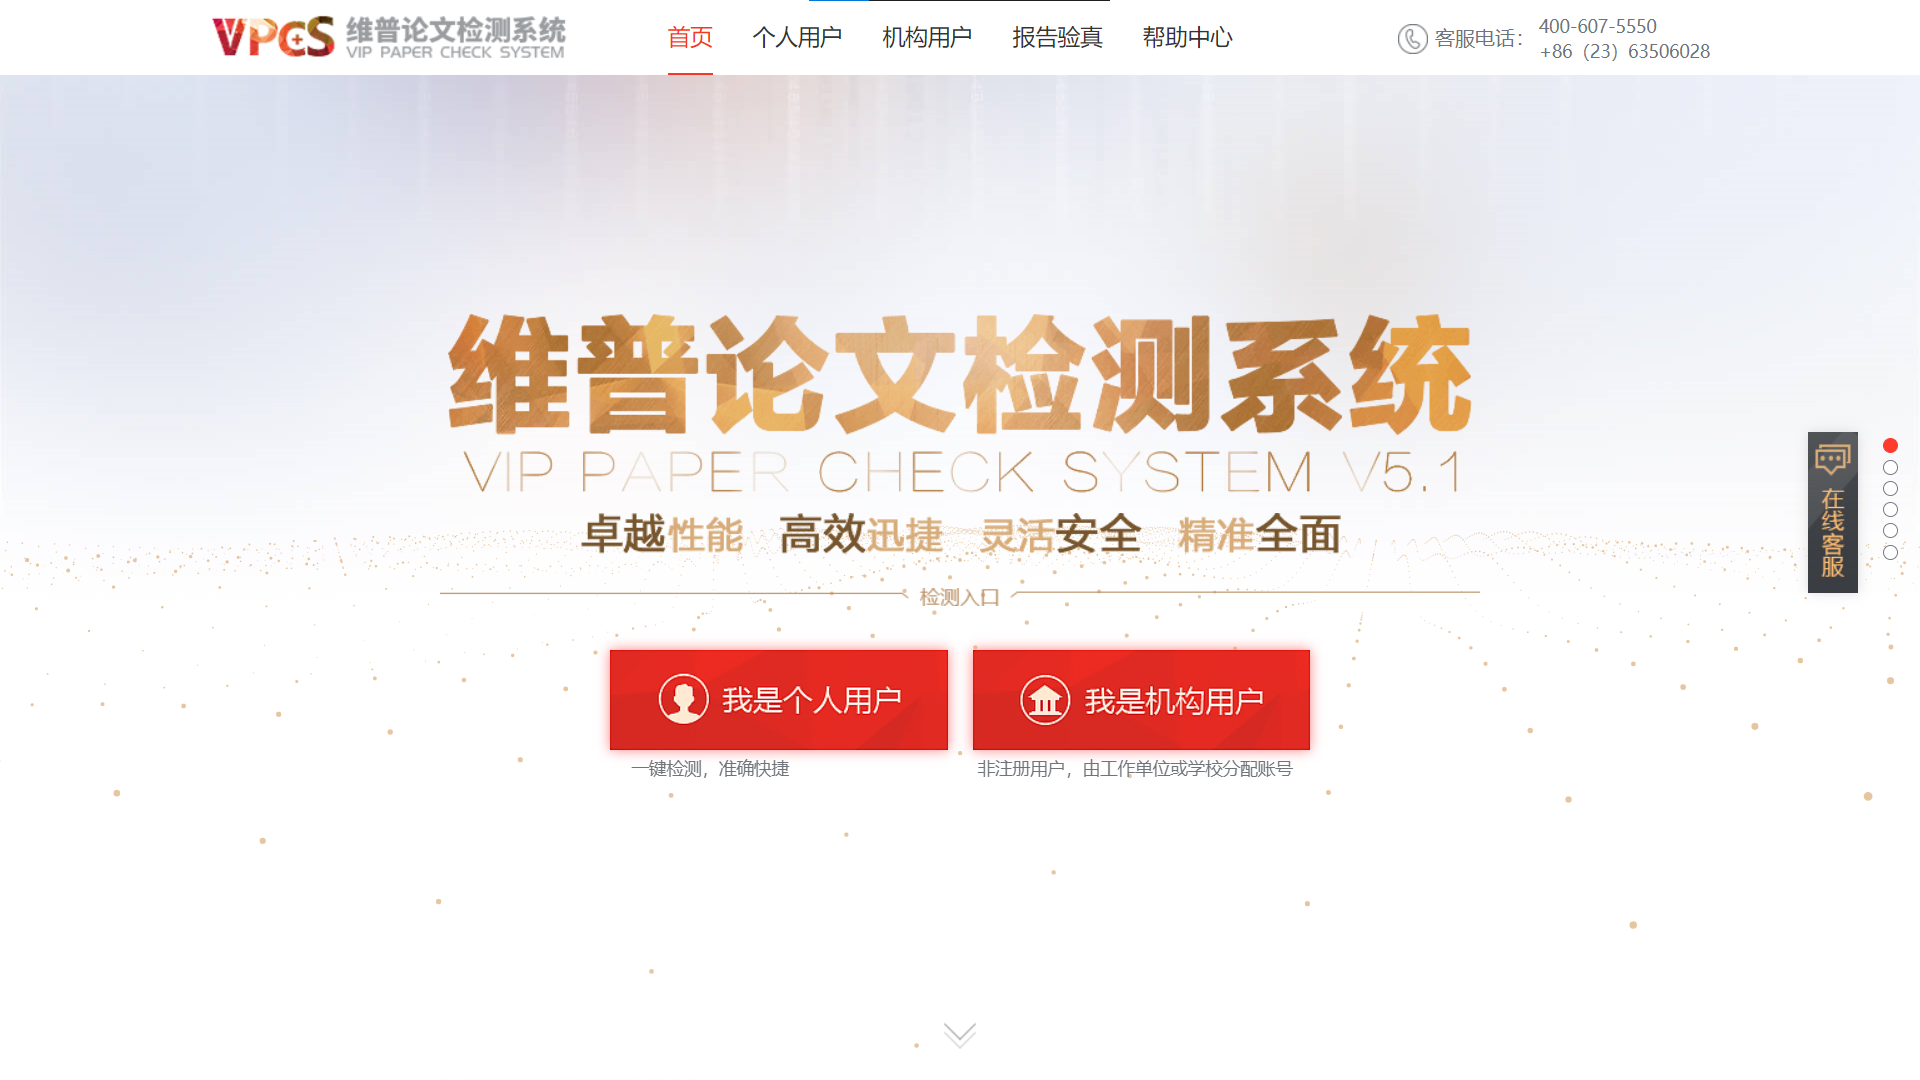 VPCS 维普论文检测系统
VIP PAPER CHECK SYSTEM
首页 个人用户 机构用户 报告验真 帮助中心
客服电话： 400-607-5550
+86（23）63506028
维普论文检测系统
VIP PAPER CHECK SYSTEM V5.1
卓越性能 高效迅捷 灵活安全 精准全面
检测入口
我是个人用户 我是机构用户
一键检测，准确快捷 非注册用户，由工作单位或学校分配账号
在线客服